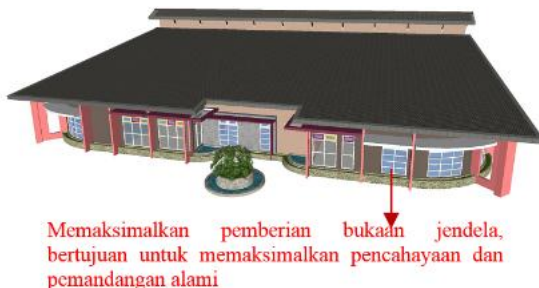 Memaksimalkan pemberian bukaan jendela,
bertujuan untuk memaksimalkan pencahayaan dan
pemandangan alami